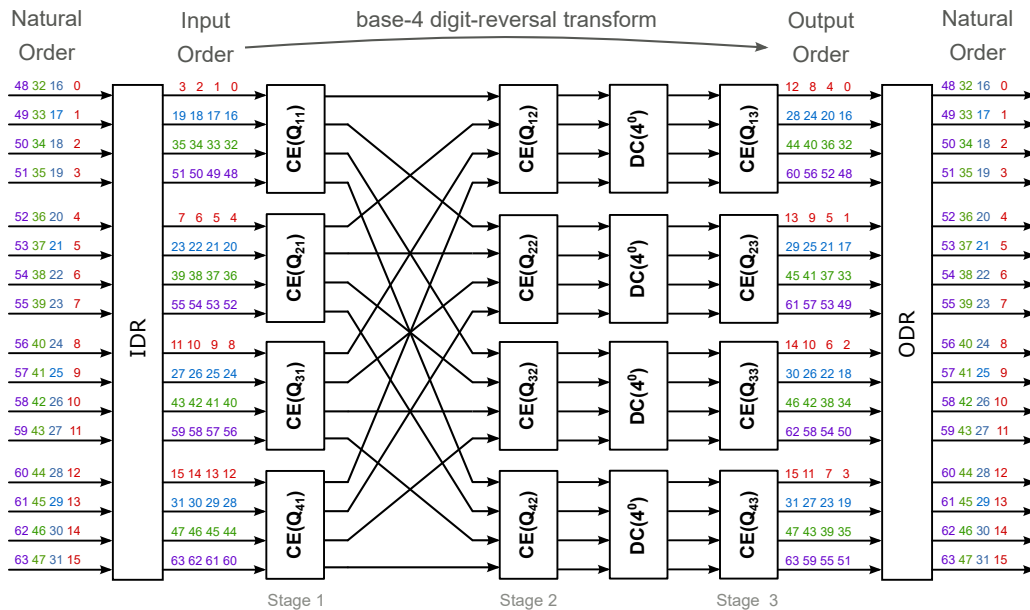 Natural Input base-4 digit-reversal transform Output Natural
Order Order Order Order
48 32 16 0 3 2 1 0 12 8 4 0 48 32 16 0
49 33 17 1 19 18 17 16 28 24 20 16 49 33 17 1
50 34 18 2 35 34 33 32 44 40 36 32 50 34 18 2
51 35 19 3 51 50 49 48 60 56 52 48 51 35 19 3
CE(Q11) CE(Q12) DC(4⁰) CE(Q13)
52 36 20 4 7 6 5 4 13 9 5 1 52 36 20 4
53 37 21 5 23 22 21 20 29 25 21 17 53 37 21 5
54 38 22 6 39 38 37 36 45 41 37 33 54 38 22 6
55 39 23 7 55 54 53 52 61 57 53 49 55 39 23 7
CE(Q21) CE(Q22) DC(4⁰) CE(Q23)
IDR ODR
56 40 24 8 11 10 9 8 14 10 6 2 56 40 24 8
57 41 25 9 27 26 25 24 30 26 22 18 57 41 25 9
58 42 26 10 43 42 41 40 46 42 38 34 58 42 26 10
59 43 27 11 59 58 57 56 62 58 54 50 59 43 27 11
CE(Q31) CE(Q32) DC(4⁰) CE(Q33)
60 44 28 12 15 14 13 12 15 11 7 3 60 44 28 12
61 45 29 13 31 30 29 28 31 27 23 19 61 45 29 13
62 46 30 14 47 46 45 44 47 43 39 35 62 46 30 14
63 47 31 15 63 62 61 60 63 59 55 51 63 47 31 15
CE(Q41) CE(Q42) DC(4⁰) CE(Q43)
Stage 1 Stage 2 Stage 3